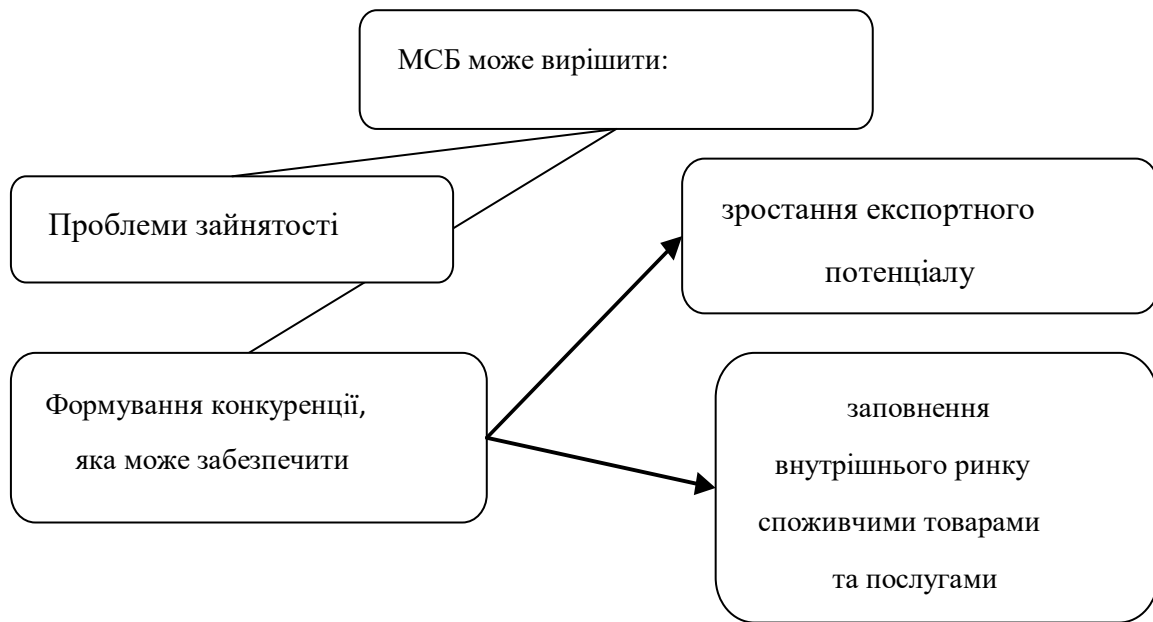 МСБ може вирішити:
Проблеми зайнятості
зростання експортного
потенціалу
Формування конкуренції,
яка може забезпечити
заповнення
внутрішнього ринку
споживчими товарами
та послугами